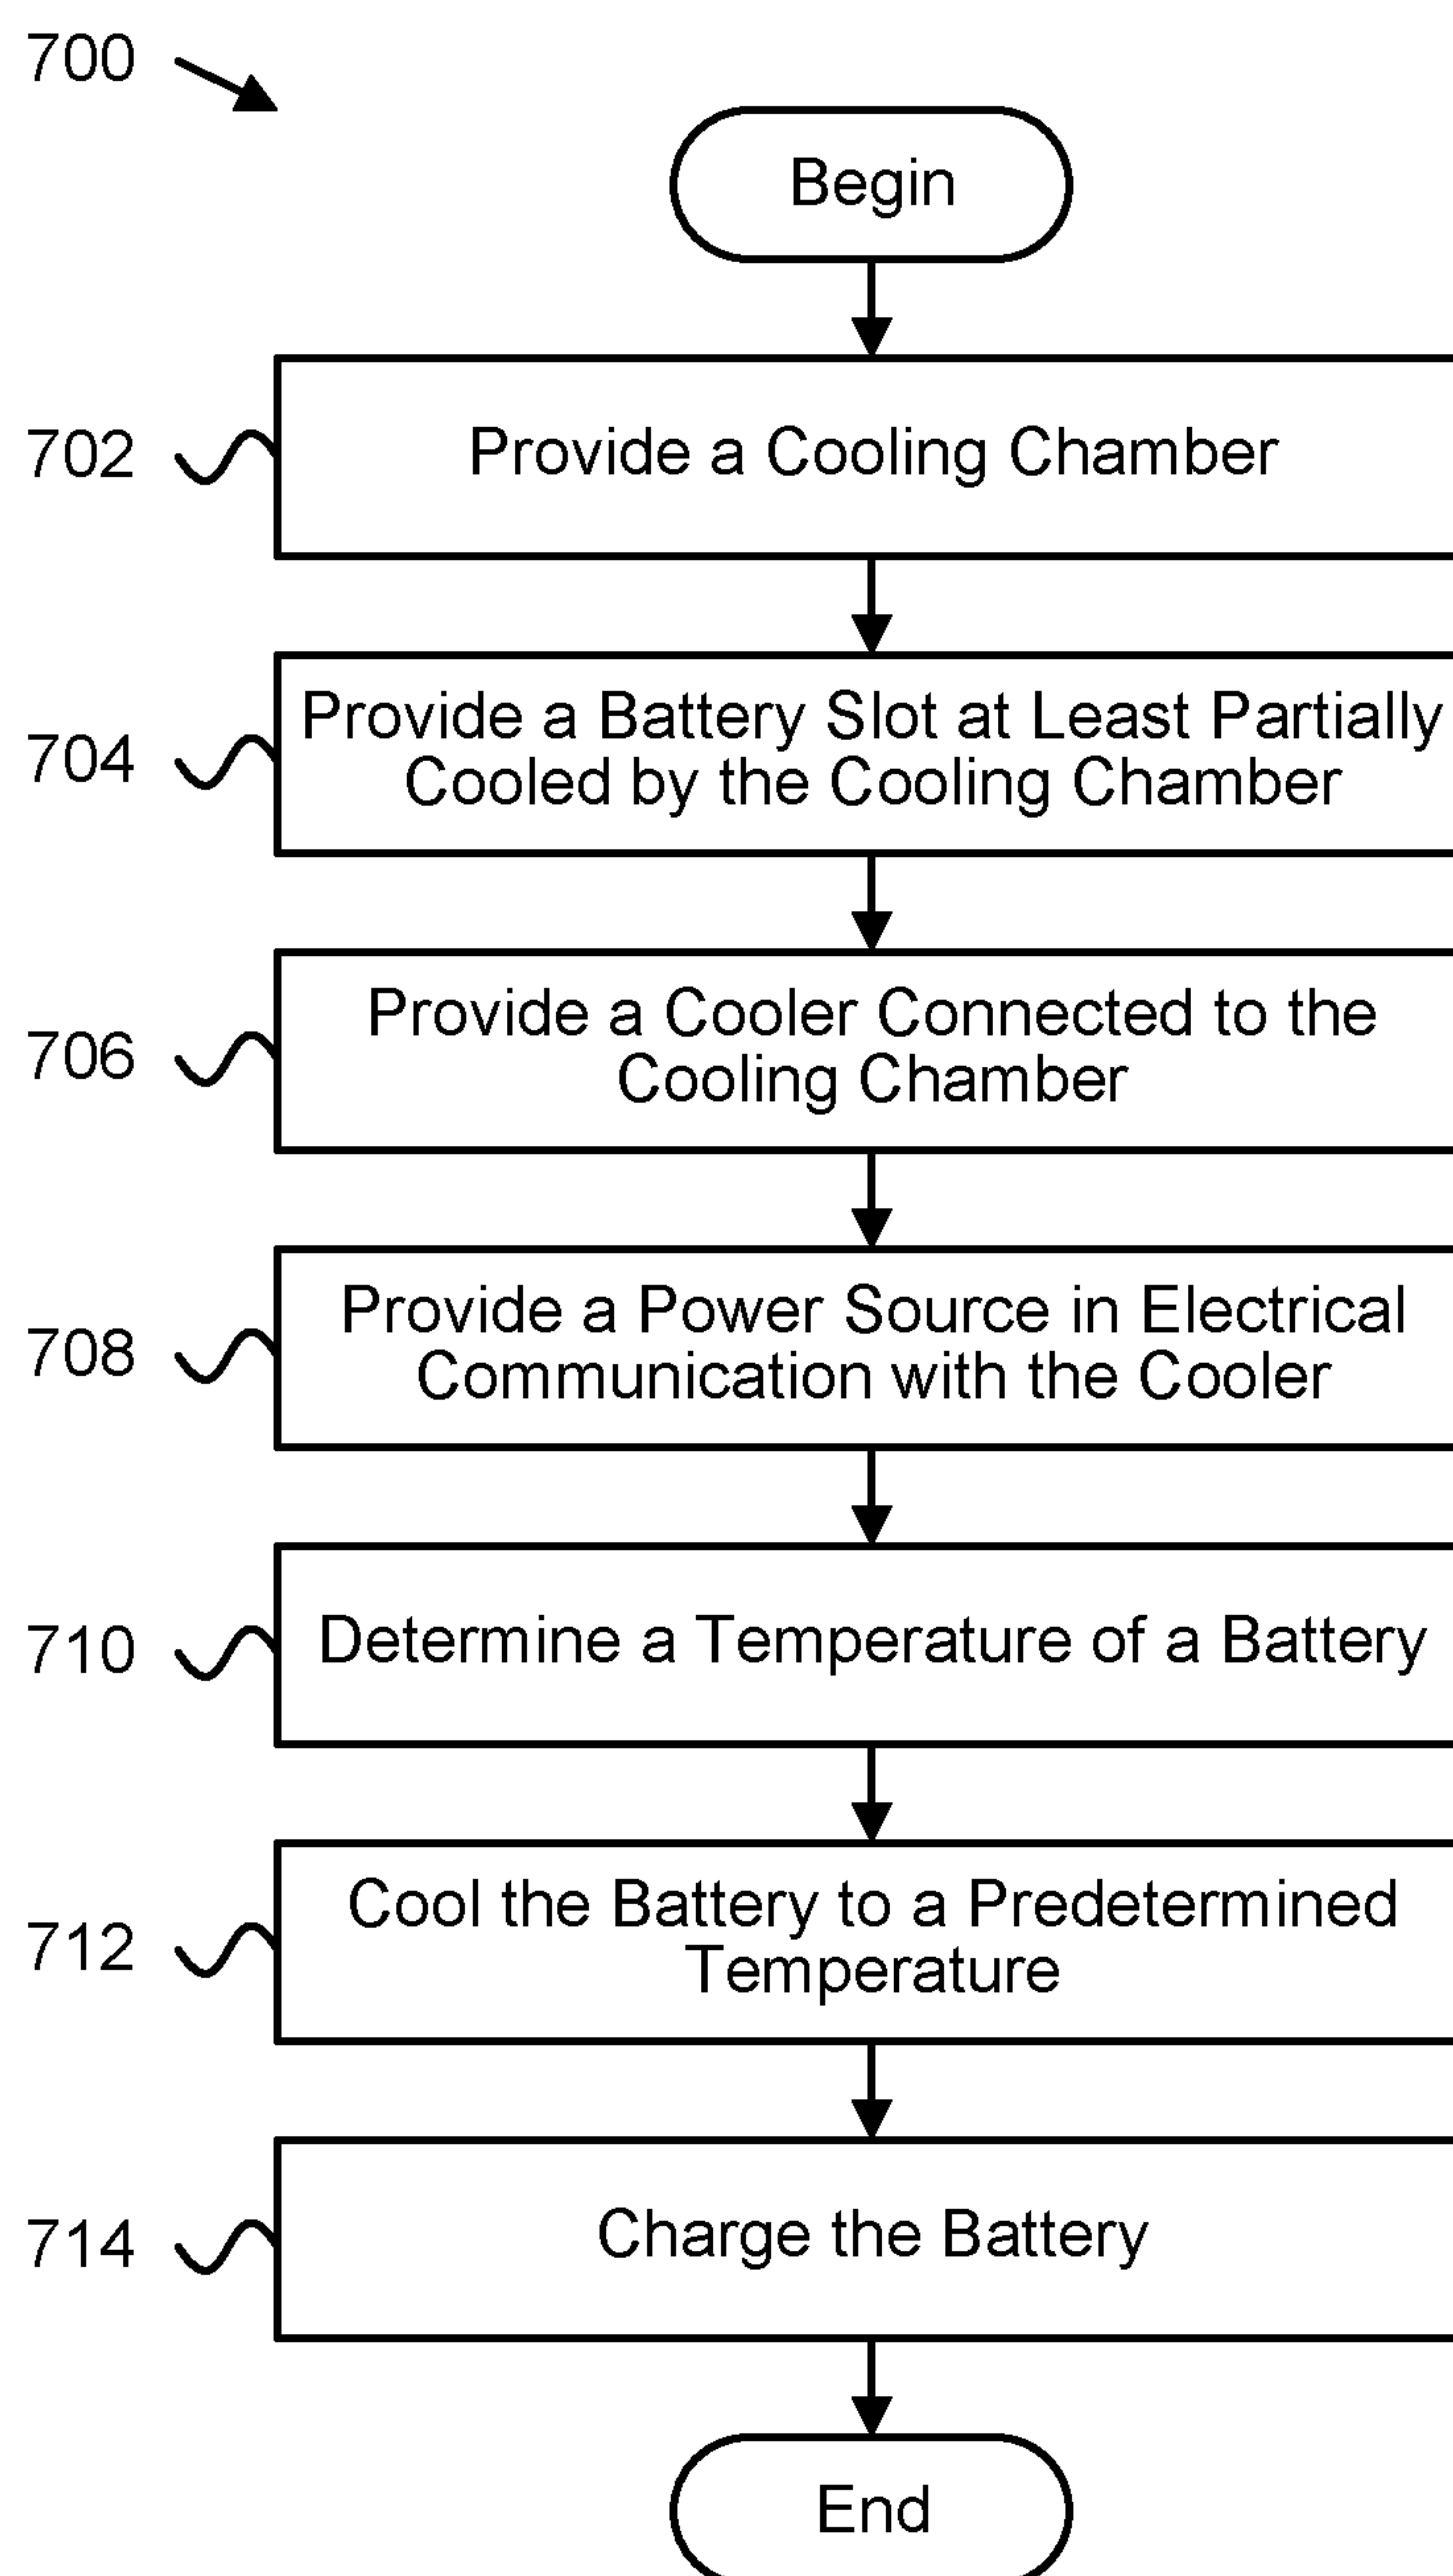 700
Begin
702
Provide a Cooling Chamber
704
Provide a Battery Slot at Least Partially
Cooled by the Cooling Chamber
706
Provide a Cooler Connected to the
Cooling Chamber
708
Provide a Power Source in Electrical
Communication with the Cooler
710
Determine a Temperature of a Battery
712
Cool the Battery to a Predetermined
Temperature
714
Charge the Battery
End